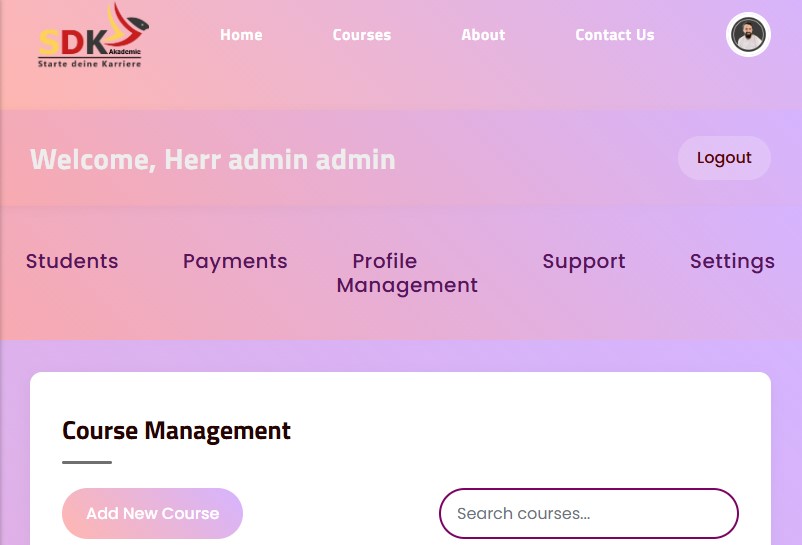 SDK
Akademie
Starte deine Karriere
Home Courses About Contact Us
Welcome, Herr admin admin
Logout
Students Payments Profile Management Support Settings
Course Management
Add New Course
Search courses...